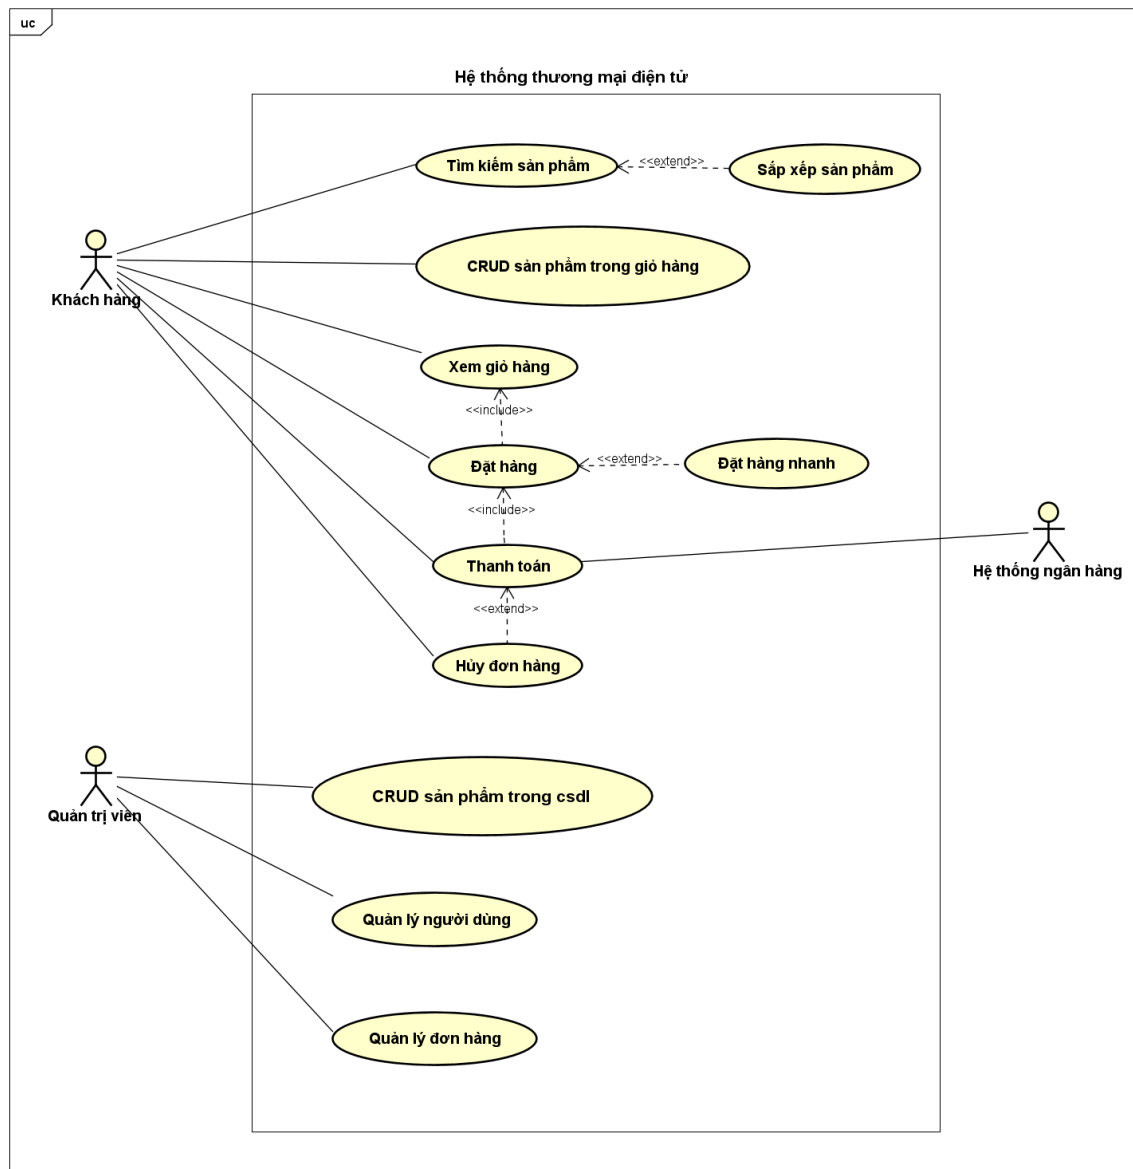 uc
Hệ thống thương mại điện tử
Tìm kiếm sản phẩm
<<extend>>
Sắp xếp sản phẩm
CRUD sản phẩm trong giỏ hàng
Khách hàng
Xem giỏ hàng
<<include>>
Đặt hàng
<<extend>>
Đặt hàng nhanh
<<include>>
Thanh toán
Hệ thống ngân hàng
<<extend>>
Hủy đơn hàng
CRUD sản phẩm trong csdl
Quản trị viên
Quản lý người dùng
Quản lý đơn hàng